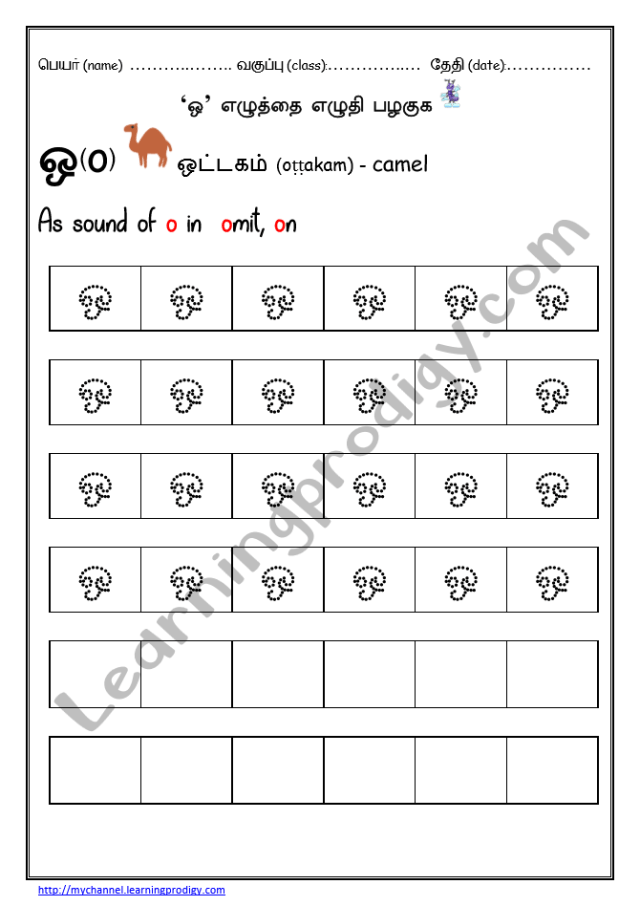 பெயர் (name) ……………….. வகுப்பு (class):……………… தேதி (date):……………
‘ஒ’ எழுத்தை எழுதி பழகுக
ஒ(o) ஒட்டகம் (oṭṭakam) - camel
As sound of o in omit, on
ஒ ஒ ஒ ஒ ஒ ஒ
ஒ ஒ ஒ ஒ ஒ ஒ
ஒ ஒ ஒ ஒ ஒ ஒ
ஒ ஒ ஒ ஒ ஒ ஒ
Learningprodigy.com
http://mychannel.learningprodigy.com